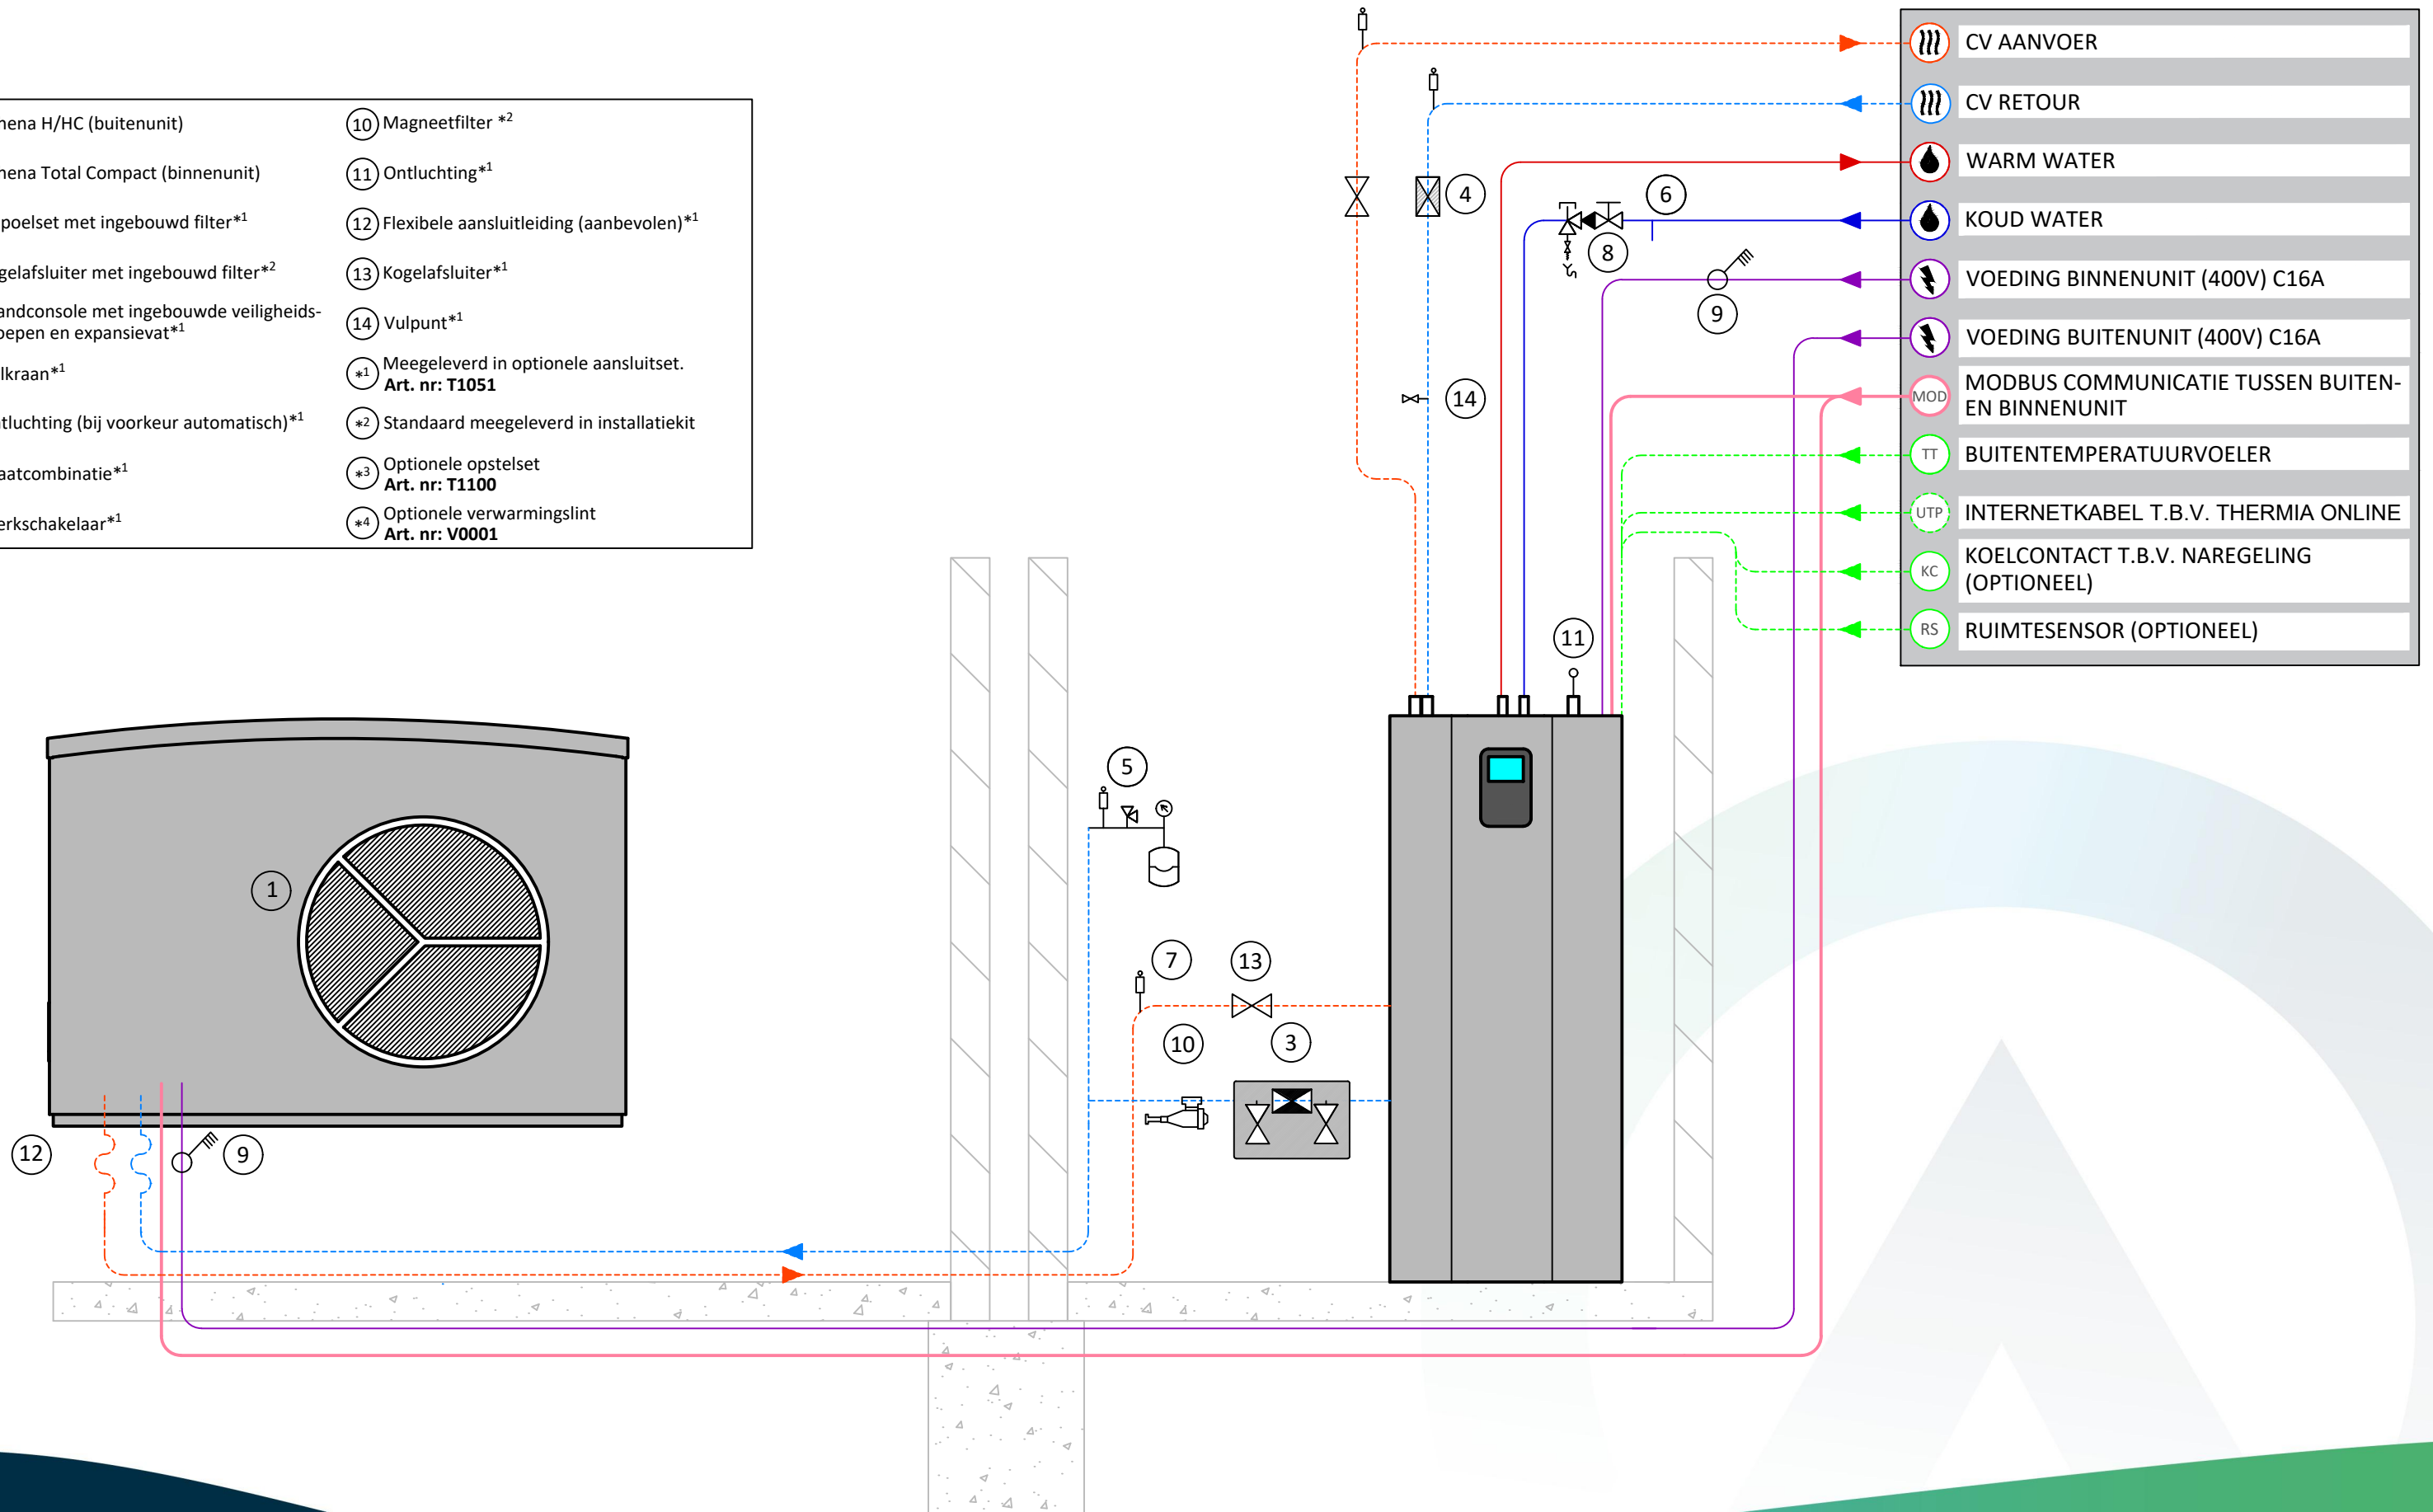 nena H/HC (buitenunit)
nena Total Compact (binnenunit)
poelset met ingebouwd filter*1
gelafsluiter met ingebouwd filter*2
andconsole met ingebouwde veiligheids-
epen en expansievat*1
lkraan*1
tluchting (bij voorkeur automatisch)*1
aatcombinatie*1
erkschakelaar*1
10 Magneetfilter *2
11 Ontluchting*1
12 Flexibele aansluitleiding (aanbevolen)*1
13 Kogelafsluiter*1
14 Vulpunt*1
*1 Meegeleverd in optionele aansluitset.
Art. nr: T1051
*2 Standaard meegeleverd in installatiekit
*3 Optionele opstelset
Art. nr: T1100
*4 Optionele verwarmingslint
Art. nr: V0001
CV AANVOER
CV RETOUR
WARM WATER
KOUD WATER
VOEDING BINNENUNIT (400V) C16A
VOEDING BUITENUNIT (400V) C16A
MOD MODBUS COMMUNICATIE TUSSEN BUITEN-
EN BINNENUNIT
TT BUITENTEMPERATUURVOELER
UTP INTERNETKABEL T.B.V. THERMIA ONLINE
KC KOELCONTACT T.B.V. NAREGELING
(OPTIONEEL)
RS RUIMTESENSOR (OPTIONEEL)
4
6
8
9
14
11
5
1
7
13
10
3
12
9